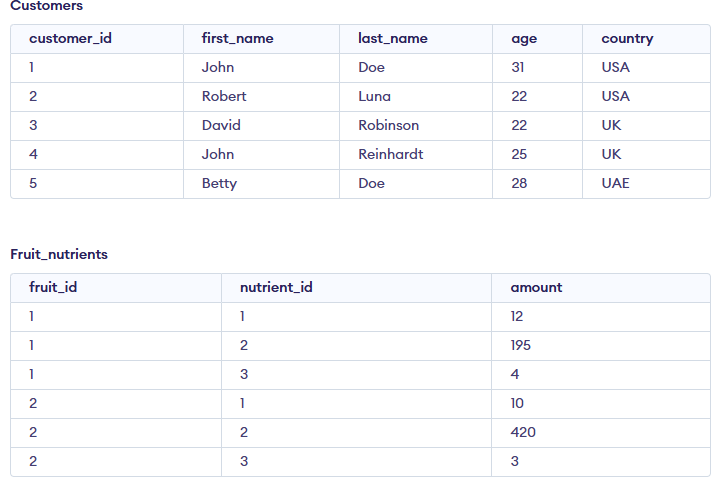 Customers
customer_id first_name last_name age country
1 John Doe 31 USA
2 Robert Luna 22 USA
3 David Robinson 22 UK
4 John Reinhardt 25 UK
5 Betty Doe 28 UAE
Fruit_nutrients
fruit_id nutrient_id amount
1 1 12
1 2 195
1 3 4
2 1 10
2 2 420
2 3 3